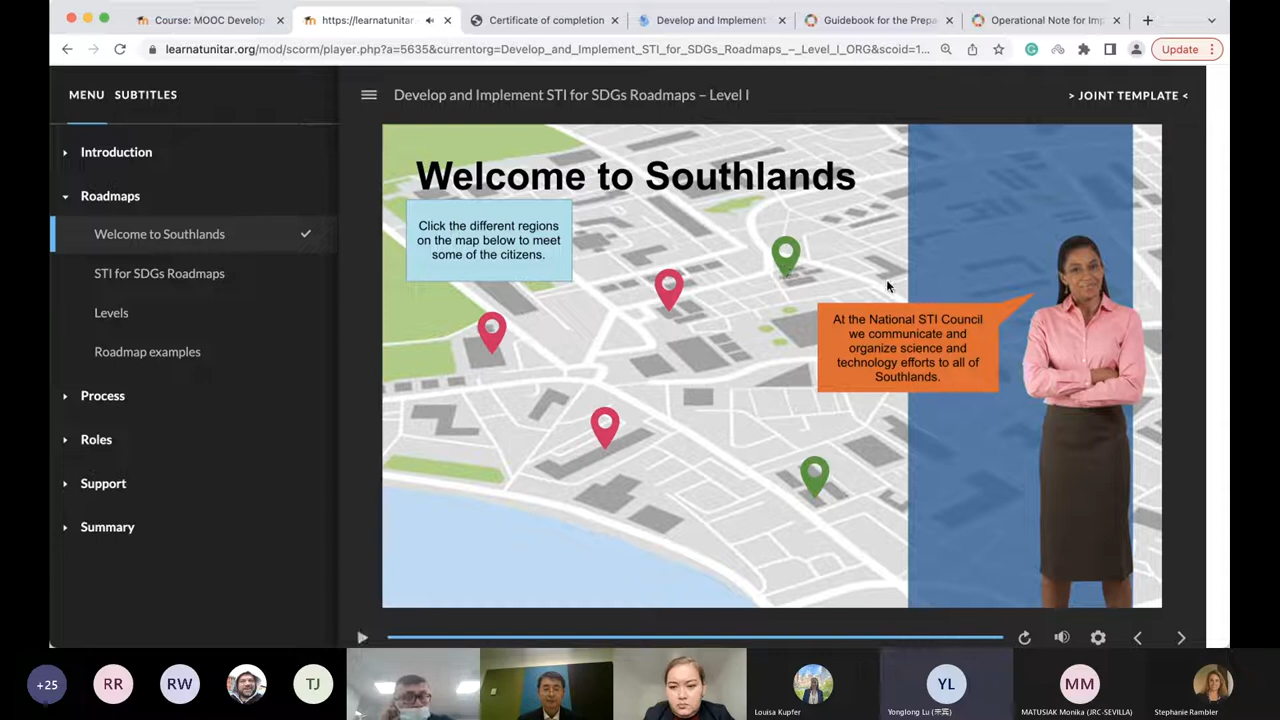 Course: MOOC Develop
https://learnatunitar.
Certificate of completion
Develop and Implement
Guidebook for the Prepa
Operational Note for Imp
learnatunitar.org/mod/scorm/player.php?a=5635&currentorg=Develop_and_Implement_STI_for_SDGs_Roadmaps_–_Level_I_ORG&scoid=1...
Update
MENU SUBTITLES
Develop and Implement STI for SDGs Roadmaps – Level I
> JOINT TEMPLATE <
Introduction
Roadmaps
Welcome to Southlands
STI for SDGs Roadmaps
Levels
Roadmap examples
Process
Roles
Support
Summary
Welcome to Southlands
Click the different regions
on the map below to meet
some of the citizens.
At the National STI Council
we communicate and
organize science and
technology efforts to all of
Southlands.
+25
RR
RW
TJ
YL
MM
Louisa Kupfer
Yonglong Lu (
MATUSIAK Monika (JRC-SEVILLA)
Stephanie Rambler